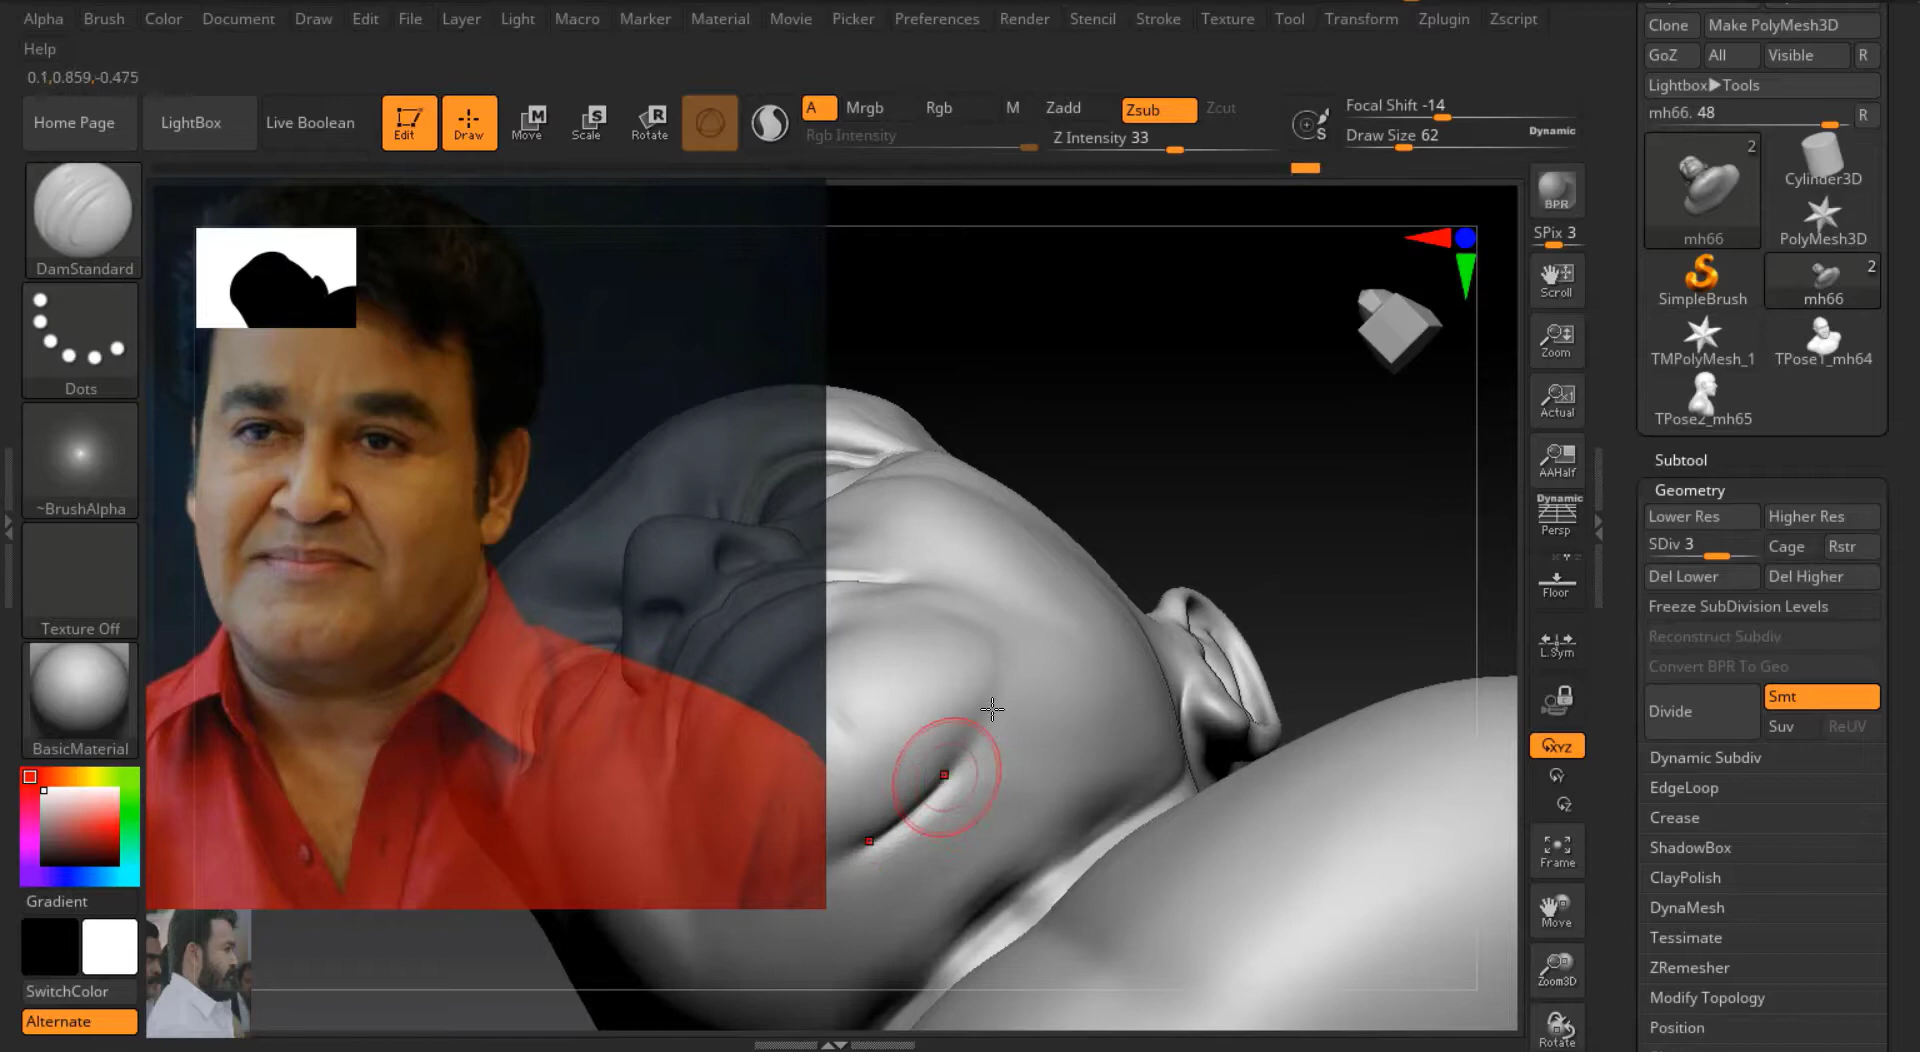 Alpha Brush Color Document Draw Edit File Layer Light Macro Marker Material Movie Picker Preferences Render Stencil Stroke Texture Tool Transform Zplugin Zscript
Help
0.1,0.859,-0.475
Home Page
LightBox
Live Boolean
Edit
Draw
M
Move
S
Scale
R
Rotate
A
Mrgb
Rgb
M
Zadd
Zsub
Zcut
Rgb Intensity
Z Intensity 33
S
Focal Shift -14
Draw Size 62
Dynamic
DamStandard
Dots
~BrushAlpha
Texture Off
BasicMaterial
Gradient
SwitchColor
Alternate
BPR
SPix 3
Scroll
Zoom
Actual
AAHalf
Dynamic
Persp
Floor
L.Sym
XYZ
Y
Z
Frame
Move
Zoom3D
Rotate
Clone
Make PolyMesh3D
GoZ
All
Visible
R
Lightbox▶Tools
mh66. 48
R
2
mh66
Cylinder3D
PolyMesh3D
SimpleBrush
2
mh66
TMPolyMesh_1
TPose1_mh64
TPose2_mh65
Subtool
Geometry
Lower Res
Higher Res
SDiv 3
Cage
Rstr
Del Lower
Del Higher
Freeze SubDivision Levels
Reconstruct Subdiv
Convert BPR To Geo
Divide
Smt
Suv
ReUV
Dynamic Subdiv
EdgeLoop
Crease
ShadowBox
ClayPolish
DynaMesh
Tessimate
ZRemesher
Modify Topology
Position